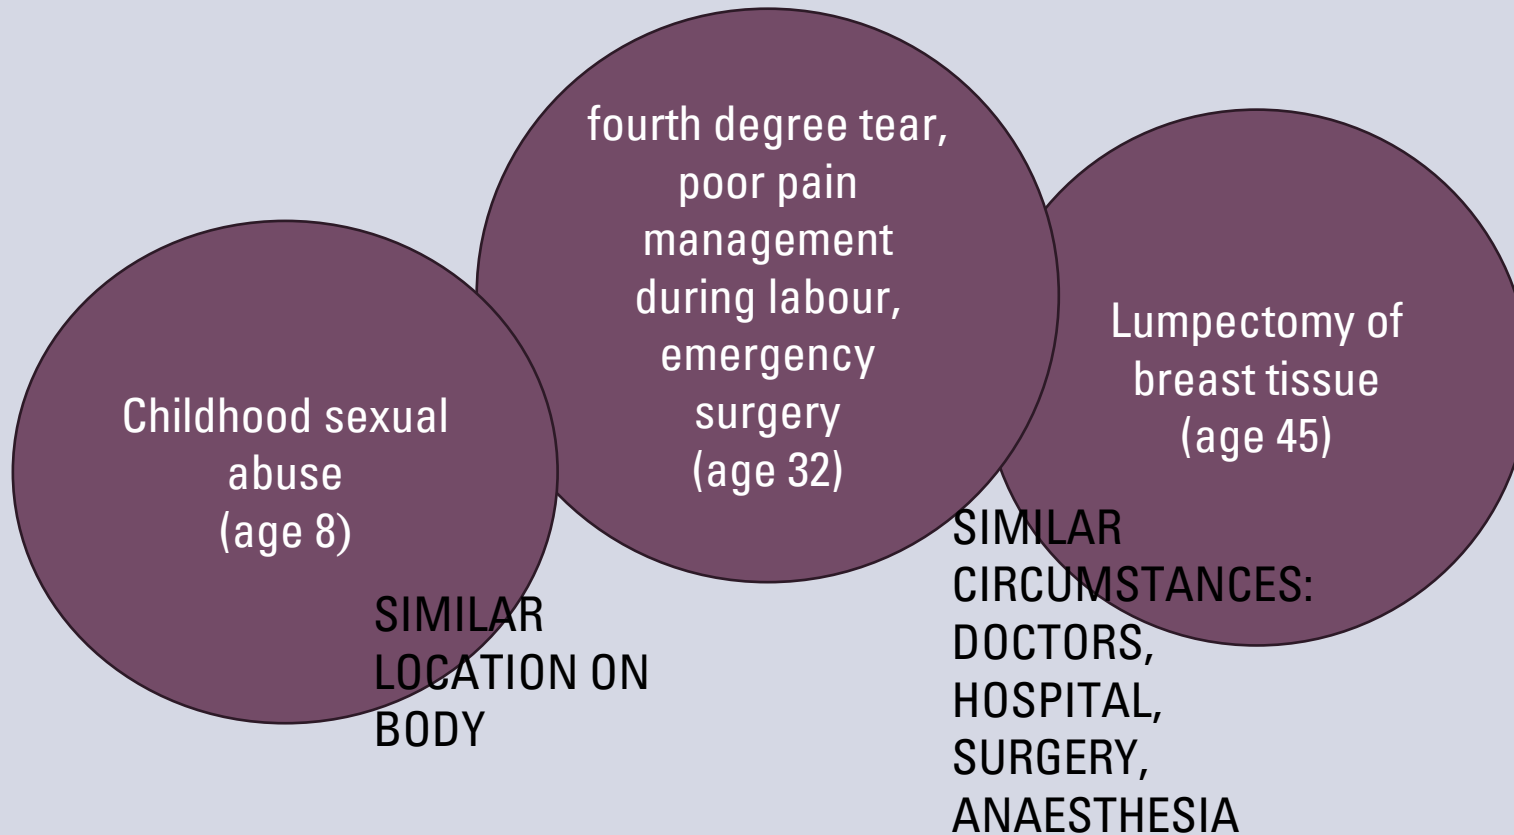 Childhood sexual
abuse
(age 8)
SIMILAR
LOCATION ON
BODY
fourth degree tear,
poor pain
management
during labour,
emergency
surgery
(age 32)
SIMILAR
CIRCUMSTANCES:
DOCTORS,
HOSPITAL,
SURGERY,
ANAESTHESIA
Lumpectomy of
breast tissue
(age 45)